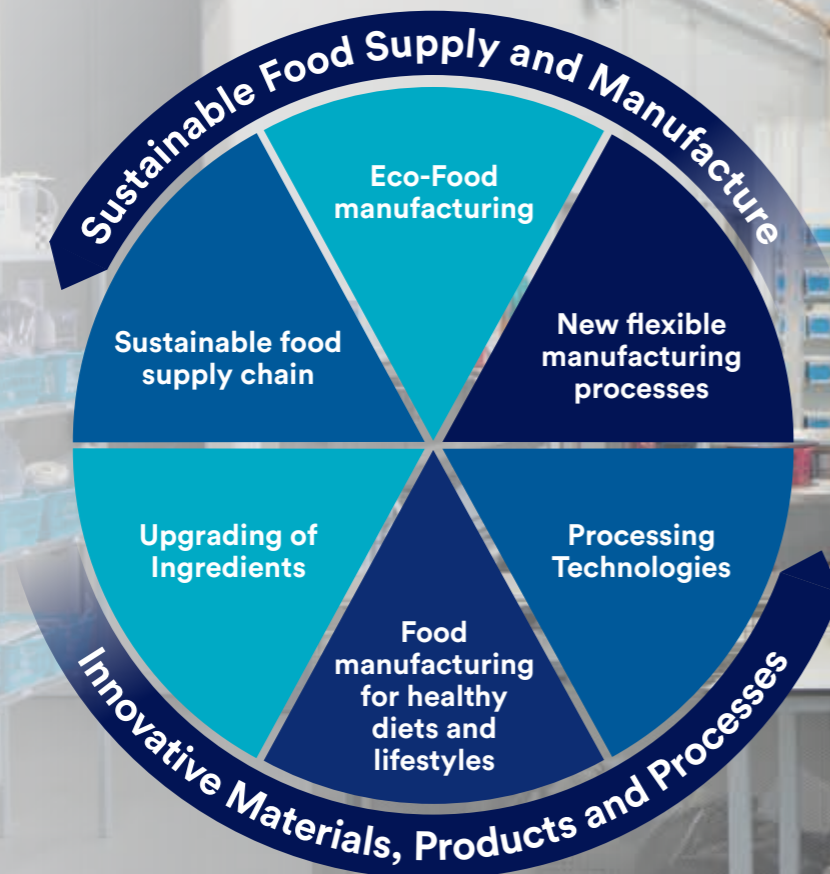 Sustainable Food Supply and Manufacture
Eco-Food
manufacturing
Sustainable food
supply chain
New flexible
manufacturing
processes
Upgrading of
Ingredients
Processing
Technologies
Food
manufacturing
for healthy
diets and
lifestyles
Innovative Materials, Products and Processes